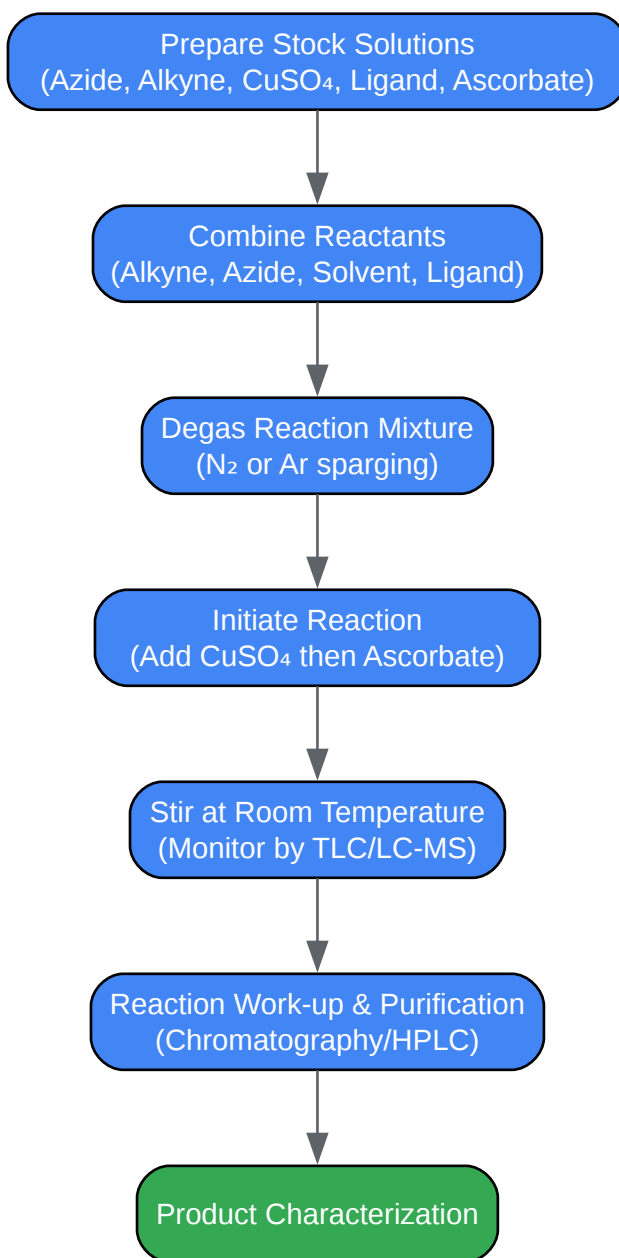 Prepare Stock Solutions
(Azide, Alkyne, CuSO₄, Ligand, Ascorbate)
Combine Reactants
(Alkyne, Azide, Solvent, Ligand)
Degas Reaction Mixture
(N₂ or Ar sparging)
Initiate Reaction
(Add CuSO₄ then Ascorbate)
Stir at Room Temperature
(Monitor by TLC/LC-MS)
Reaction Work-up & Purification
(Chromatography/HPLC)
Product Characterization